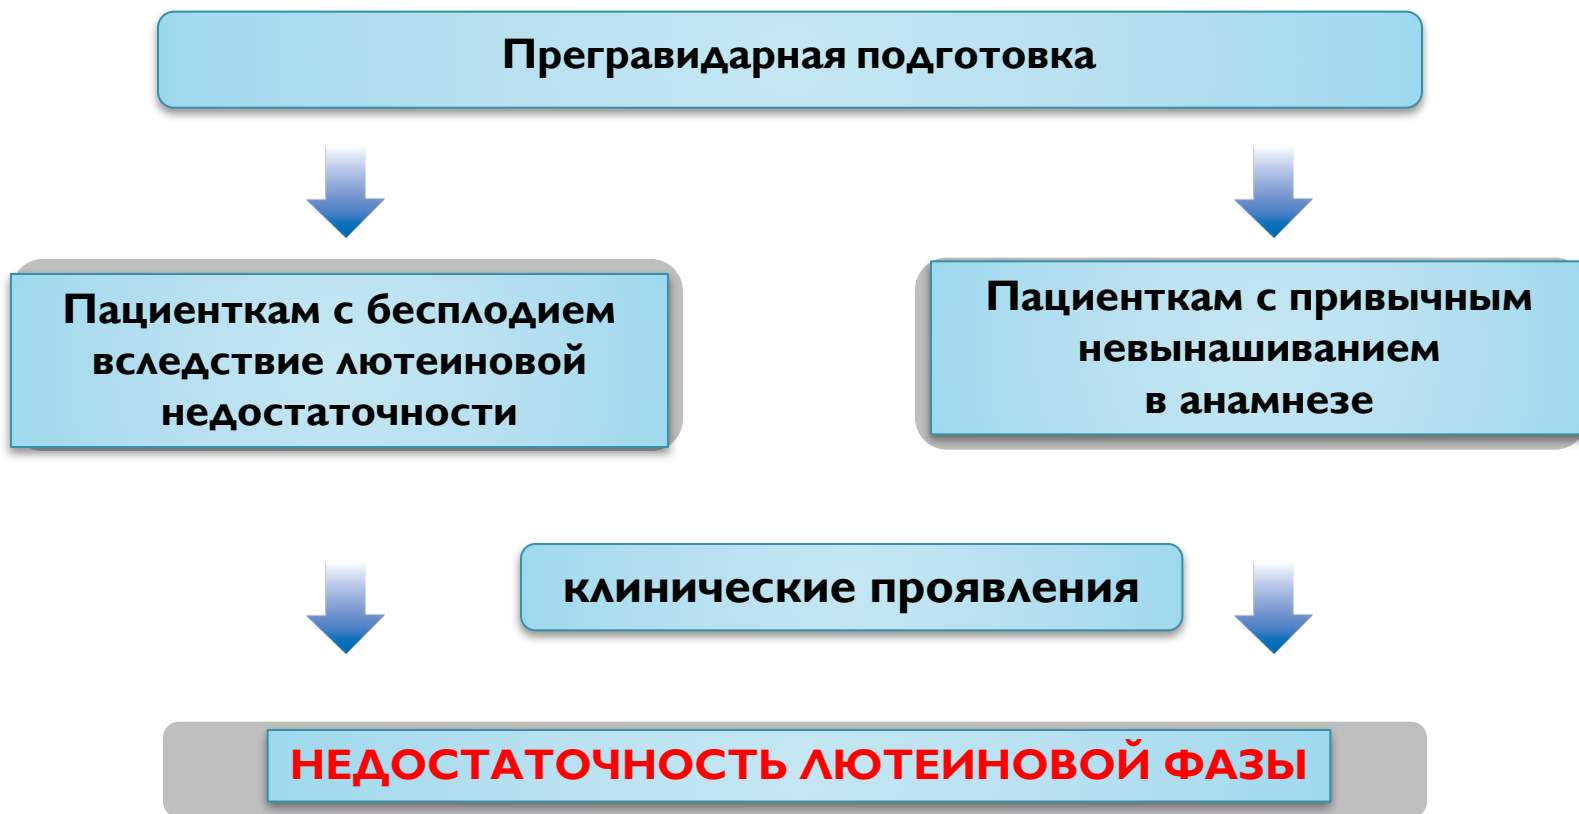 Прегравидарная подготовка
Пациенткам с бесплодием
вследствие лютеиновой
недостаточности
Пациенткам с привычным
невынашиванием
в анамнезе
клинические проявления
НЕДОСТАТОЧНОСТЬ ЛЮТЕИНОВОЙ ФАЗЫ